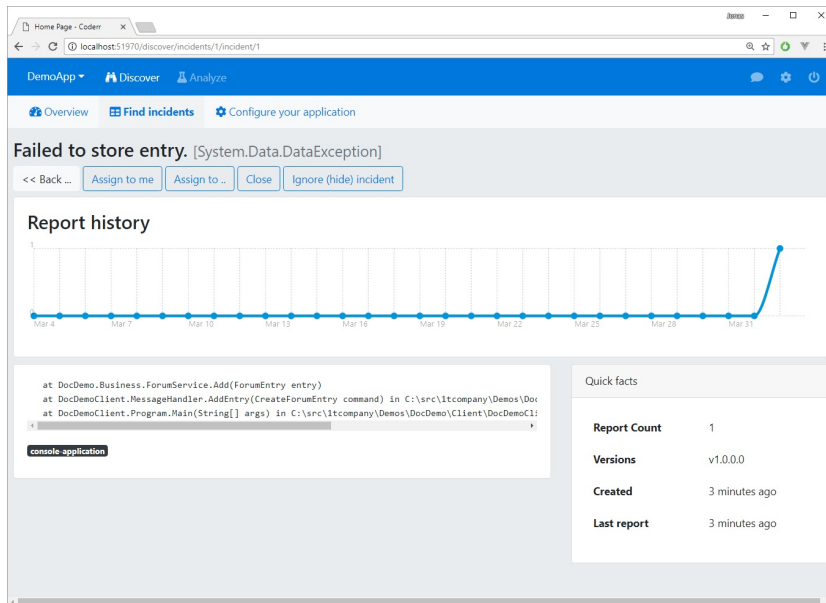 Home Page - Coderr
Jonas
localhost:51970/discover/incidents/1/incident/1
DemoApp
Discover
Analyze
Overview
Find incidents
Configure your application
Failed to store entry. [System.Data.DataException]
<< Back ...
Assign to me
Assign to ..
Close
Ignore (hide) incident
Report history
1
0
Mar 4
Mar 7
Mar 10
Mar 13
Mar 16
Mar 19
Mar 22
Mar 25
Mar 28
Mar 31
at DocDemo.Business.ForumService.Add(ForumEntry entry)
at DocDemoClient.MessageHandler.AddEntry(CreateForumEntry command) in C:\src\1tcompany\Demos\Doc
at DocDemoClient.Program.Main(String[] args) in C:\src\1tcompany\Demos\DocDemo\Client\DocDemoCli
console-application
Quick facts
Report Count 1
Versions v1.0.0.0
Created 3 minutes ago
Last report 3 minutes ago